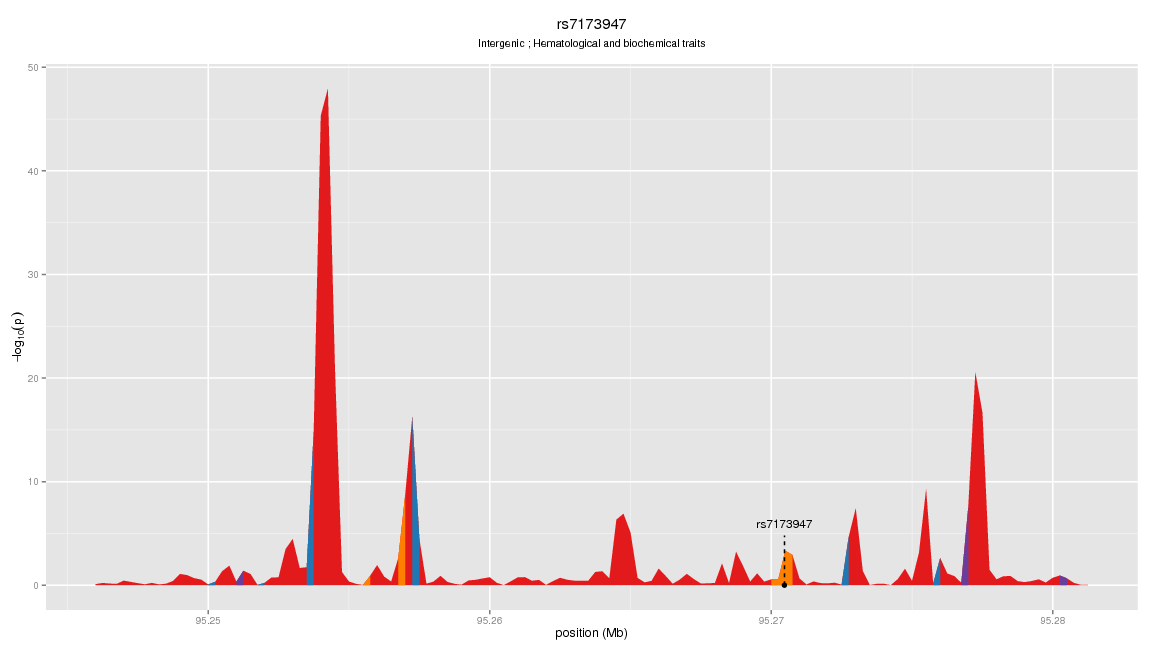 rs7173947
Intergenic ; Hematological and biochemical traits
50
40
30
20
10
0
−log10(p)
rs7173947
95.25
95.26
95.27
95.28
position (Mb)